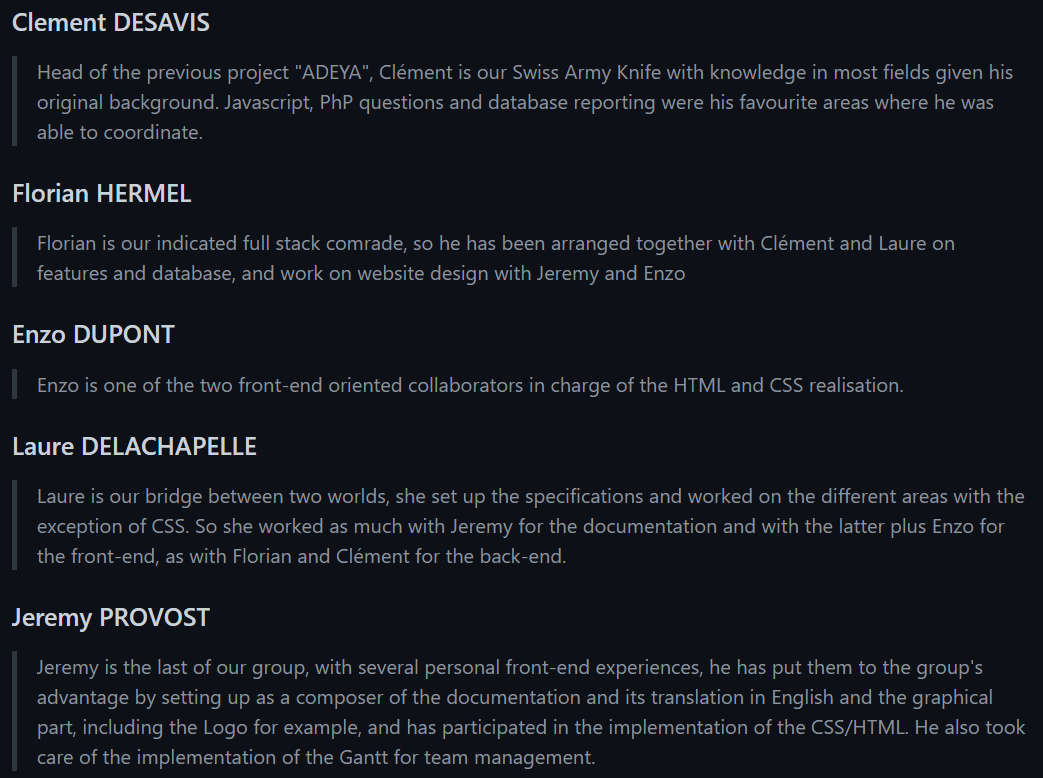 Clement DESAVIS
Head of the previous project "ADEYA", Clément is our Swiss Army Knife with knowledge in most fields given his
original background. Javascript, PhP questions and database reporting were his favourite areas where he was
able to coordinate.
Florian HERMEL
Florian is our indicated full stack comrade, so he has been arranged together with Clément and Laure on
features and database, and work on website design with Jeremy and Enzo
Enzo DUPONT
Enzo is one of the two front-end oriented collaborators in charge of the HTML and CSS realisation.
Laure DELACHAPELLE
Laure is our bridge between two worlds, she set up the specifications and worked on the different areas with the
exception of CSS. So she worked as much with Jeremy for the documentation and with the latter plus Enzo for
the front-end, as with Florian and Clément for the back-end.
Jeremy PROVOST
Jeremy is the last of our group, with several personal front-end experiences, he has put them to the group's
advantage by setting up as a composer of the documentation and its translation in English and the graphical
part, including the Logo for example, and has participated in the implementation of the CSS/HTML. He also took
care of the implementation of the Gantt for team management.